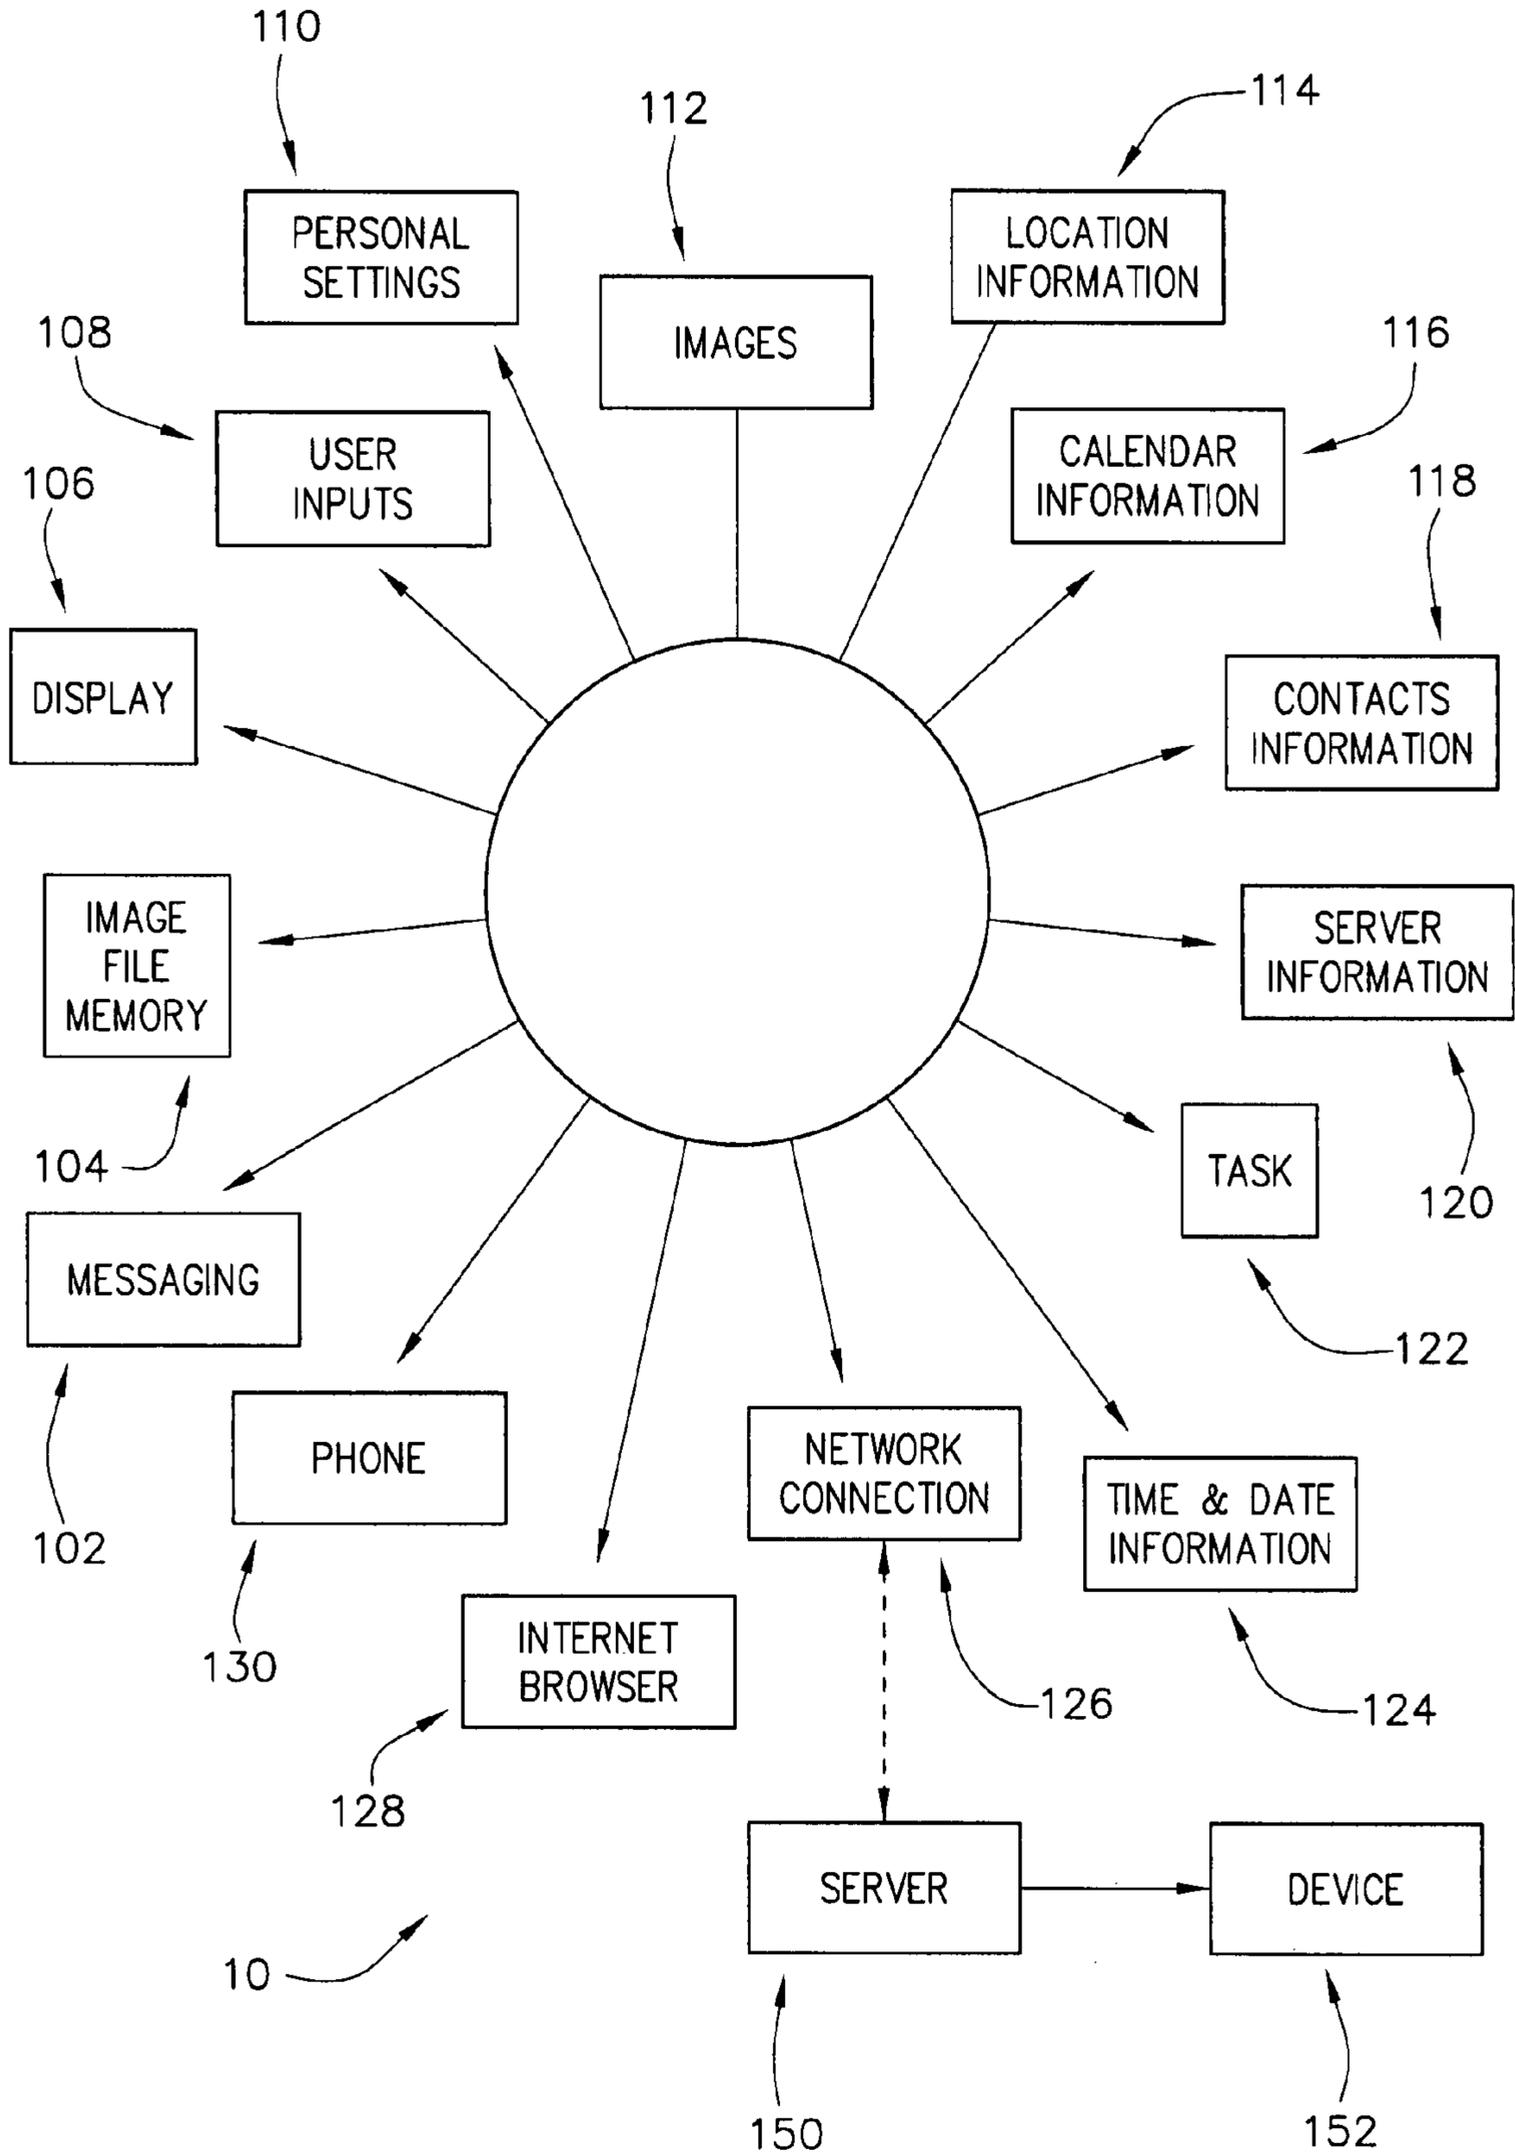 110
112
114
PERSONAL
SETTINGS
LOCATION
INFORMATION
IMAGES
108
116
USER
INPUTS
CALENDAR
INFORMATION
106
118
DISPLAY
CONTACTS
INFORMATION
IMAGE
FILE
MEMORY
SERVER
INFORMATION
104
120
TASK
MESSAGING
122
102
PHONE
NETWORK
CONNECTION
TIME & DATE
INFORMATION
130
INTERNET
BROWSER
126
124
128
SERVER
DEVICE
10
150
152